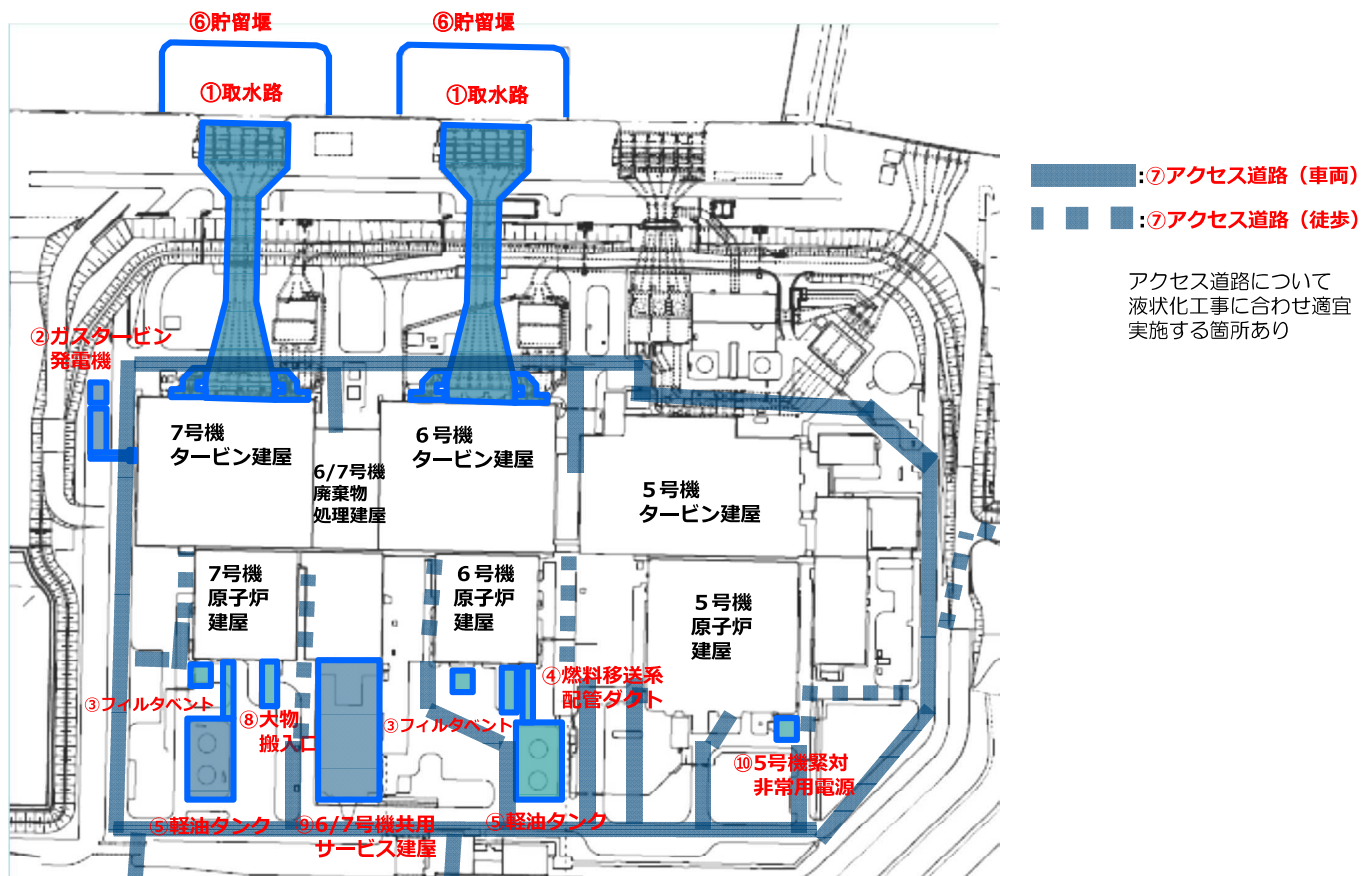 ⑥貯留堰
⑥貯留堰
①取水路
①取水路
:⑦アクセス道路（車両）
:⑦アクセス道路（徒歩）
アクセス道路について
液状化工事に合わせ適宜
実施する箇所あり
②ガスタービン
発電機
7号機
タービン建屋
6/7号機
廃棄物
処理建屋
６号機
タービン建屋
５号機
タービン建屋
7号機
原子炉
建屋
６号機
原子炉
建屋
５号機
原子炉
建屋
③フィルタベント
⑧大物
搬入口
③フィルタベント
④燃料移送系
配管ダクト
⑩5号機緊対
非常用電源
⑤軽油タンク
⑨6/7号機共用
サービス建屋
⑤軽油タンク